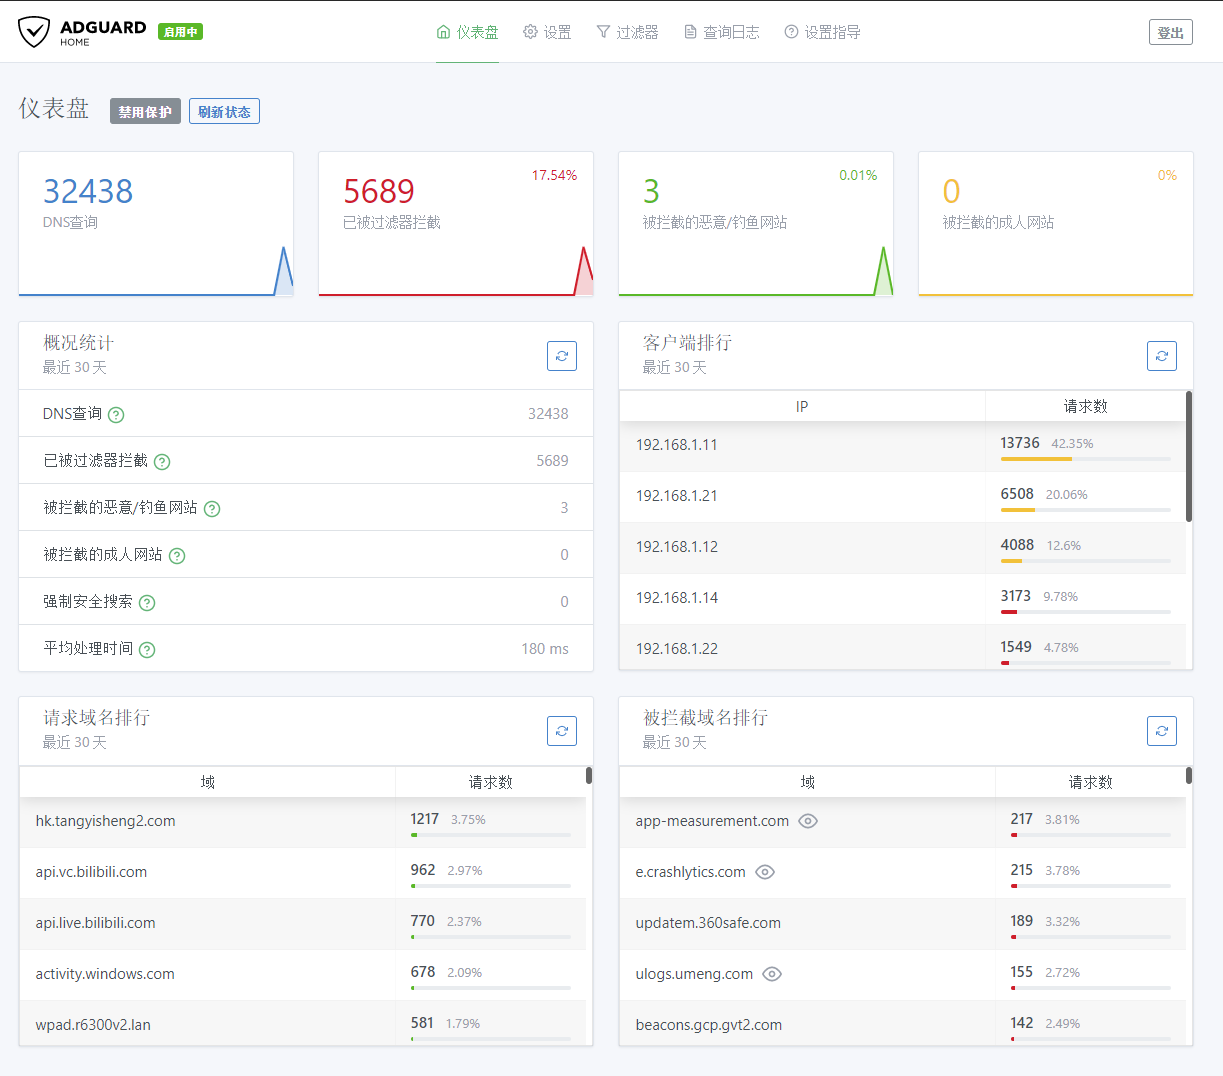 ADGUARD
HOME
启用中
仪表盘
设置
过滤器
查询日志
设置指导
登出
仪表盘
禁用保护
刷新状态
32438
DNS查询
17.54%
5689
已被过滤器拦截
0.01%
3
被拦截的恶意/钓鱼网站
0%
0
被拦截的成人网站
概况统计
最近 30 天
DNS查询 32438
已被过滤器拦截 5689
被拦截的恶意/钓鱼网站 3
被拦截的成人网站 0
强制安全搜索 0
平均处理时间 180 ms
客户端排行
最近 30 天
IP 请求数
192.168.1.11 13736 42.35%
192.168.1.21 6508 20.06%
192.168.1.12 4088 12.6%
192.168.1.14 3173 9.78%
192.168.1.22 1549 4.78%
请求域名排行
最近 30 天
域 请求数
hk.tangyisheng2.com 1217 3.75%
api.vc.bilibili.com 962 2.97%
api.live.bilibili.com 770 2.37%
activity.windows.com 678 2.09%
wpad.r6300v2.lan 581 1.79%
被拦截域名排行
最近 30 天
域 请求数
app-measurement.com 217 3.81%
e.crashlytics.com 215 3.78%
updatem.360safe.com 189 3.32%
ulogs.umeng.com 155 2.72%
beacons.gcp.gvt2.com 142 2.49%